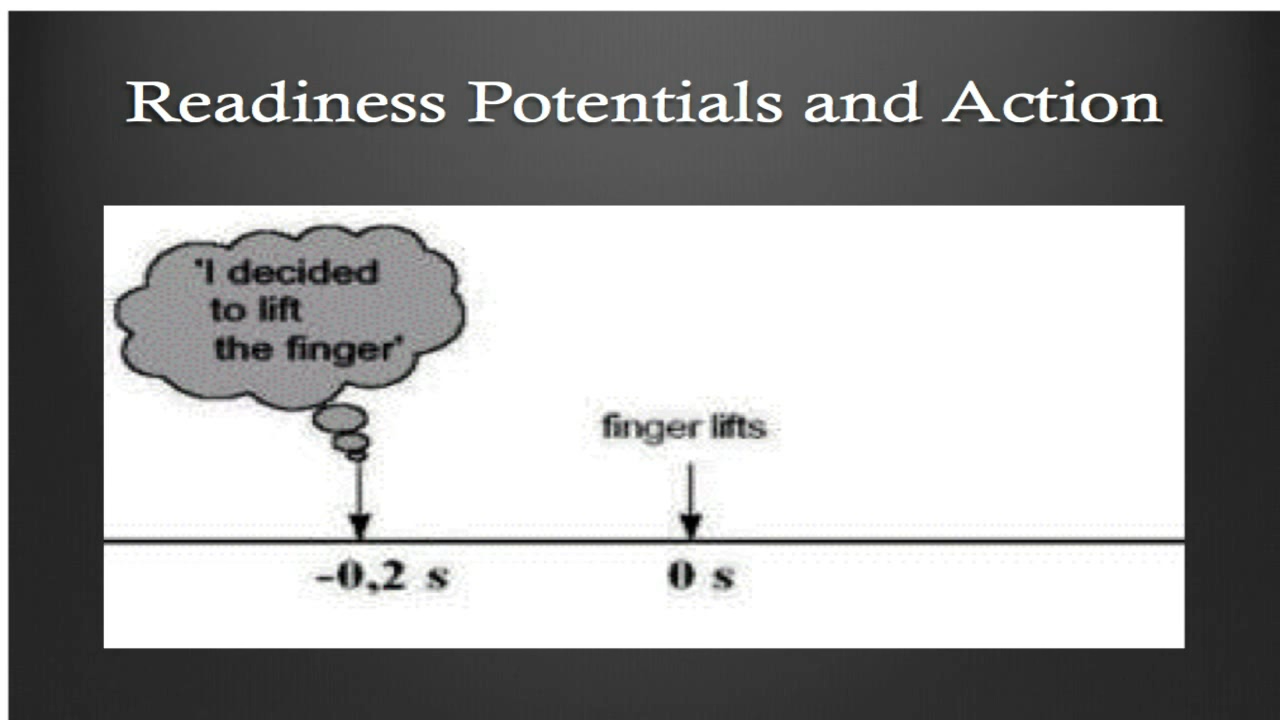 Readiness Potentials and Action
"I decided
to lift
the finger"
finger lifts
-0,2 s
0 s